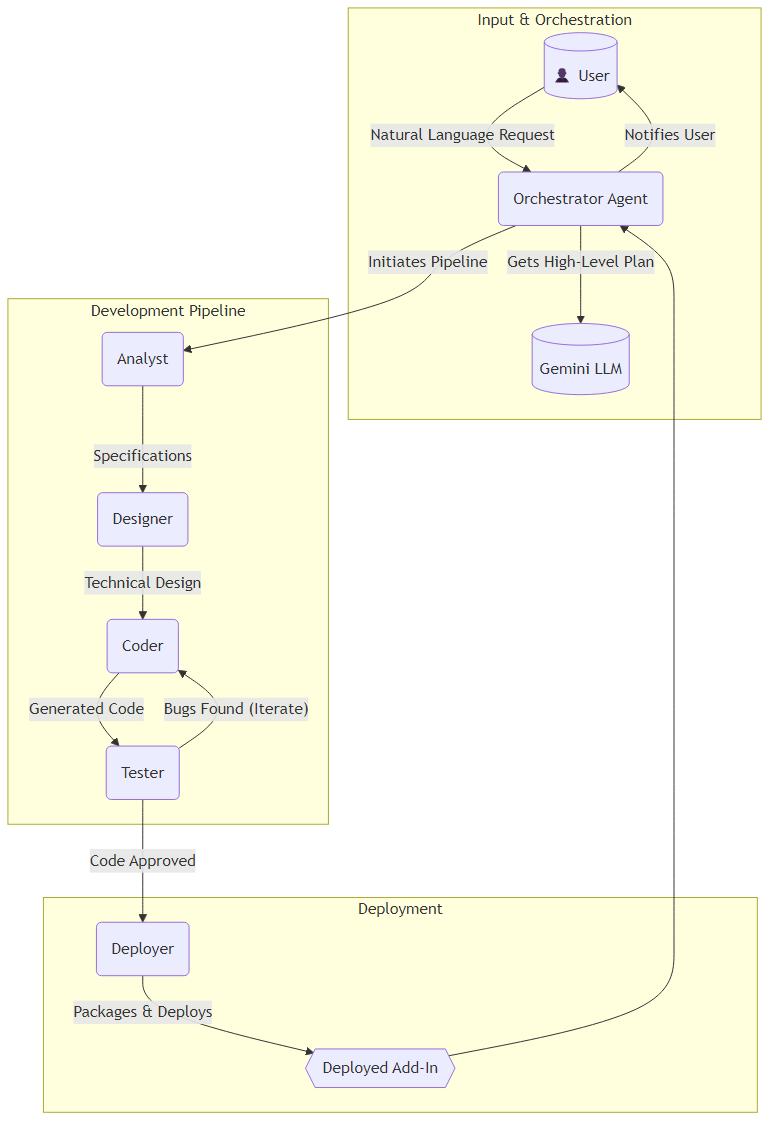 Input & Orchestration
User
Natural Language Request
Notifies User
Orchestrator Agent
Initiates Pipeline
Gets High-Level Plan
Gemini LLM
Development Pipeline
Analyst
Specifications
Designer
Technical Design
Coder
Generated Code
Bugs Found (Iterate)
Tester
Code Approved
Deployment
Deployer
Packages & Deploys
Deployed Add-In